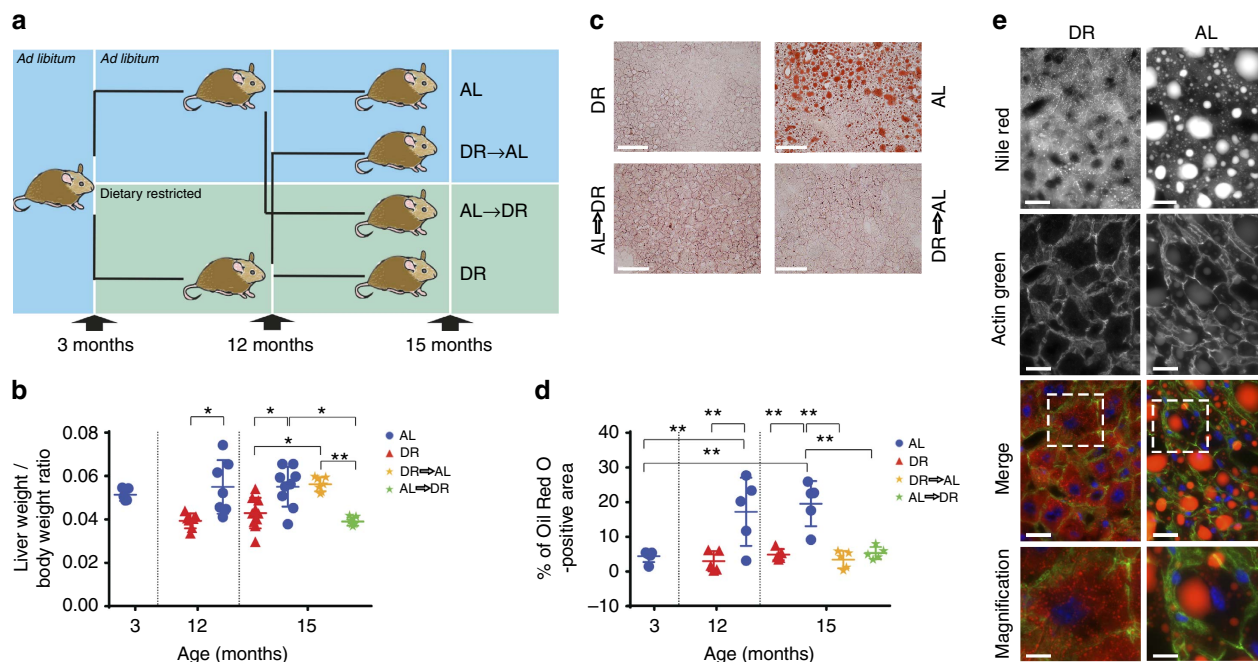 a
Ad libitum
Ad libitum
AL
DR→AL
Dietary restricted
AL→DR
DR
3 months
12 months
15 months
b
Liver weight /
body weight ratio
0.08
0.06
0.04
0.02
0.00
* * * * **
AL
DR
DR⇒AL
AL⇒DR
3
12
15
Age (months)
c
DR
AL
AL⇒DR
DR⇒AL
d
% of Oil Red O
-positive area
40
30
20
10
0
−10
** ** ** ** ** **
AL
DR
DR⇒AL
AL⇒DR
3
12
15
Age (months)
e
DR
AL
Nile red
Actin green
Merge
Magnification